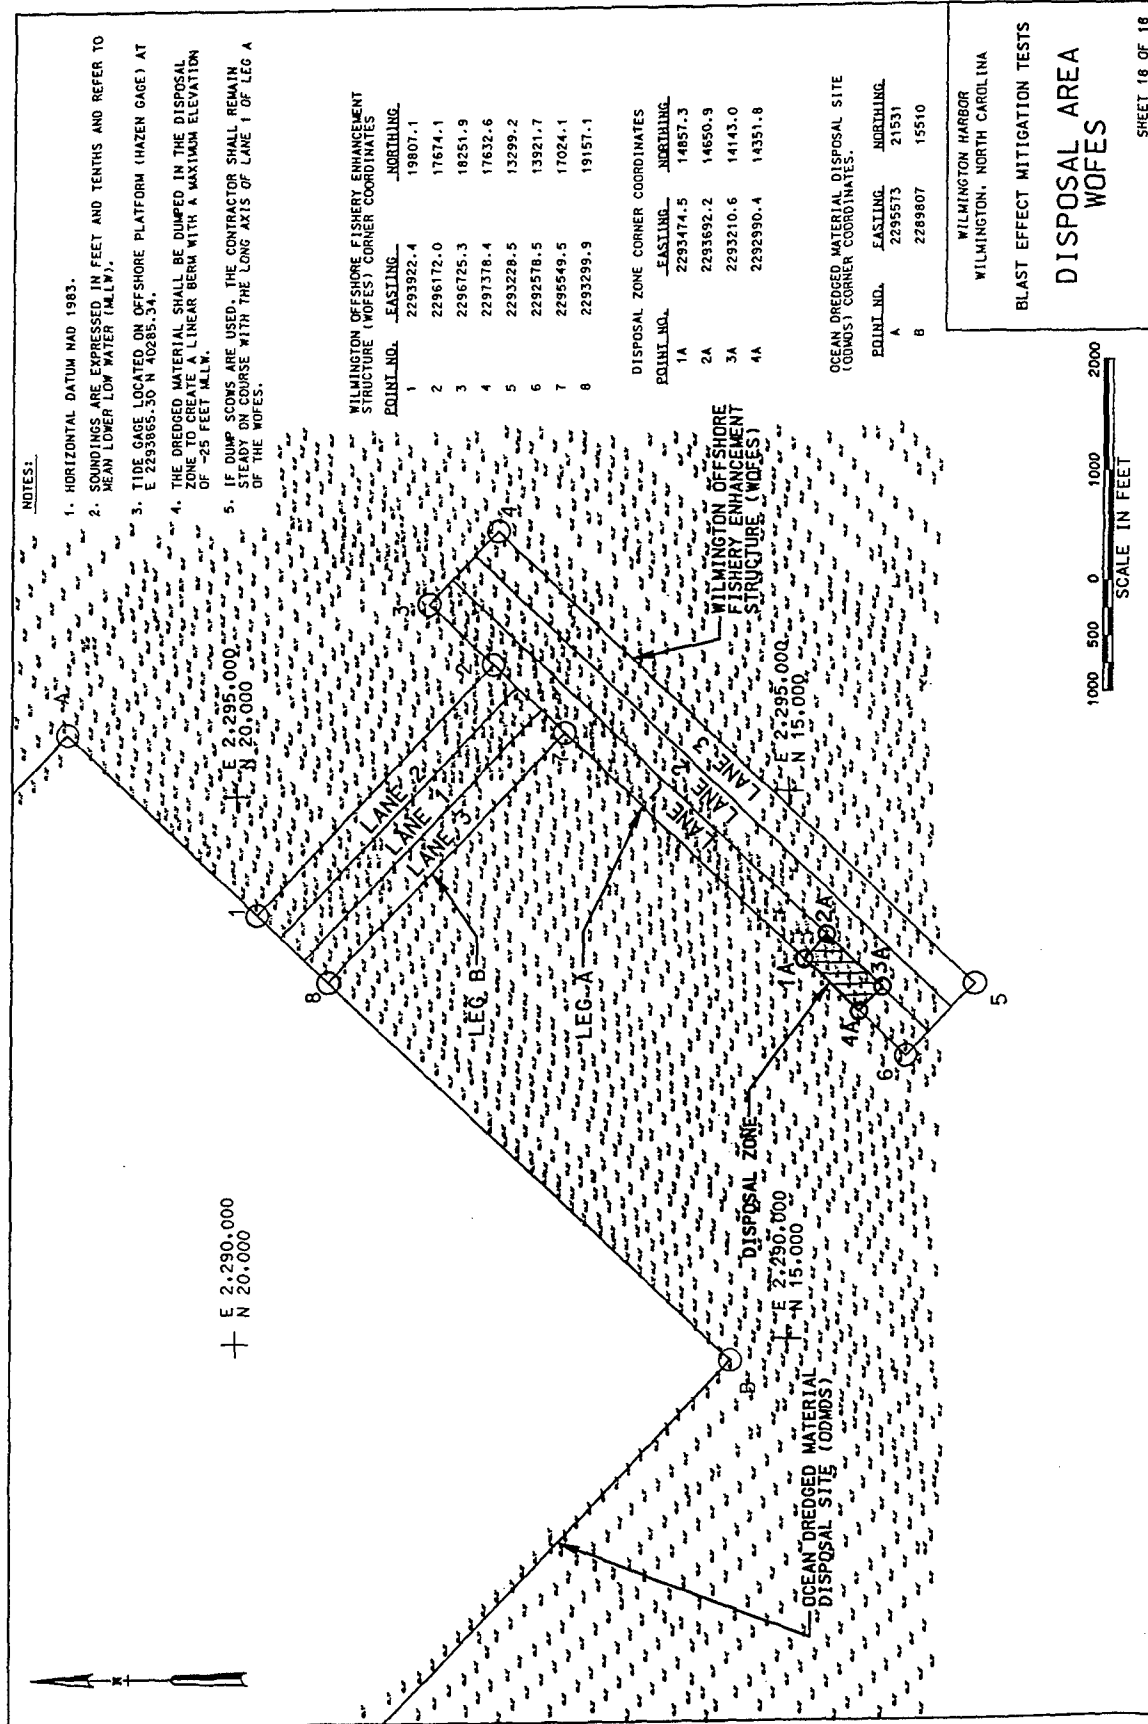 NOTES:
1. HORIZONTAL DATUM NAD 1983.
2. SOUNDINGS ARE EXPRESSED IN FEET AND TENTHS AND REFER TO
MEAN LOWER LOW WATER (MLLW).
3. TIDE GAGE LOCATED ON OFFSHORE PLATFORM (HAZEN GAGE) AT
E 2293865.30 N 40285.34.
4. THE DREDGED MATERIAL SHALL BE DUMPED IN THE DISPOSAL
ZONE TO CREATE A LINEAR BERM WITH A MAXIMUM ELEVATION
OF -25 FEET MLLW.
5. IF DUMP SCOWS ARE USED, THE CONTRACTOR SHALL REMAIN
STEADY ON COURSE WITH THE LONG AXIS OF LANE 1 OF LEG A
OF THE WOFES.
WILMINGTON OFFSHORE FISHERY ENHANCEMENT
STRUCTURE (WOFES) CORNER COORDINATES
POINT NO. EASTING NORTHING
1 2293922.4 19807.1
2 2296172.0 17674.1
3 2296725.3 18251.9
4 2297378.4 17632.6
5 2293228.5 13299.2
6 2292578.5 13921.7
7 2295549.5 17024.1
8 2293299.9 19157.1
DISPOSAL ZONE CORNER COORDINATES
POINT NO. EASTING NORTHING
1A 2293474.5 14857.3
2A 2293692.2 14650.9
3A 2293210.6 14143.0
4A 2292990.4 14351.8
OCEAN DREDGED MATERIAL DISPOSAL SITE
(ODMDS) CORNER COORDINATES.
POINT NO. EASTING NORTHING
A 2295573 21531
B 2289807 15510
N
E 2,290,000
N 20,000
E 2,295,000
N 20,000
E 2,290,000
N 15,000
E 2,295,000
N 15,000
A
1
8
3
2
4
7
LANE 2
LANE 1
LANE 3
LEG B
LEG A
LANE 2
LANE 1
LANE 3
1A
2A
3A
4A
6
5
B
DISPOSAL ZONE
OCEAN DREDGED MATERIAL
DISPOSAL SITE (ODMDS)
WILMINGTON OFFSHORE
FISHERY ENHANCEMENT
STRUCTURE (WOFES)
1000 500 0 1000 2000
SCALE IN FEET
WILMINGTON HARBOR
WILMINGTON, NORTH CAROLINA
BLAST EFFECT MITIGATION TESTS
DISPOSAL AREA
WOFES
SHEET 18 OF 18